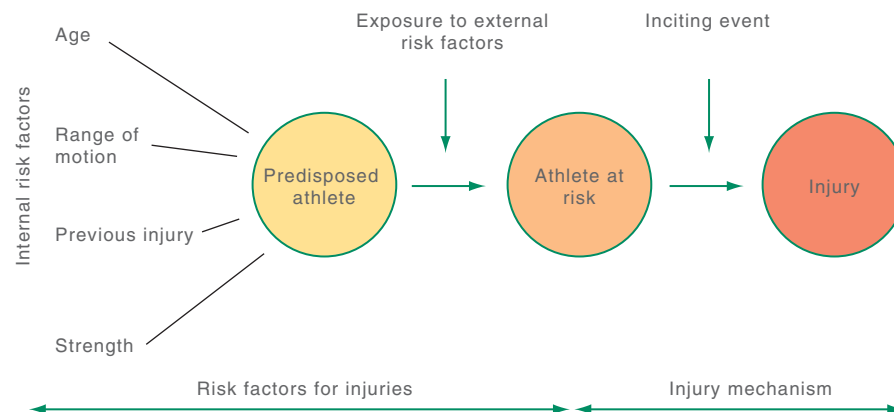 Internal risk factors
Age
Range of
motion
Previous injury
Strength
Predisposed
athlete
Exposure to external
risk factors
Athlete at
risk
Inciting event
Injury
Risk factors for injuries
Injury mechanism